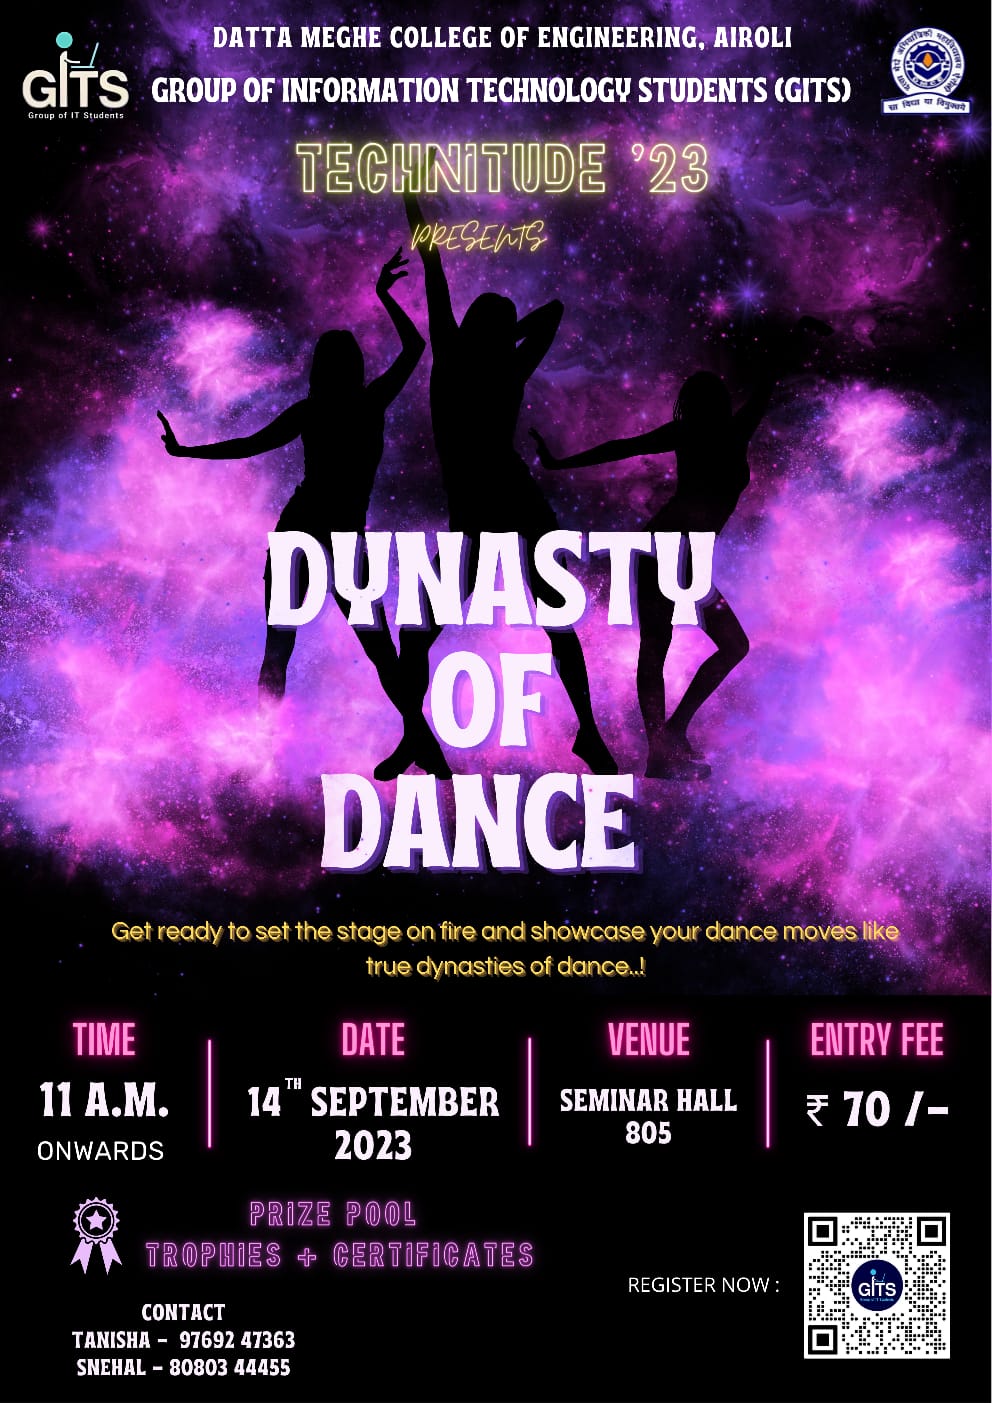 DATTA MEGHE COLLEGE OF ENGINEERING, AIROLI
GITS
Group of IT Students
GROUP OF INFORMATION TECHNOLOGY STUDENTS (GITS)
सा विद्या या विमुक्तये
TECHNITUDE '23
PRESENTS
DYNASTY
OF
DANCE
Get ready to set the stage on fire and showcase your dance moves like
true dynasties of dance..!
TIME
11 A.M.
ONWARDS
DATE
14TH SEPTEMBER
2023
VENUE
SEMINAR HALL
805
ENTRY FEE
₹ 70 /-
PRIZE POOL
TROPHIES + CERTIFICATES
CONTACT
TANISHA - 97692 47363
SNEHAL - 80803 44455
REGISTER NOW :
GITS